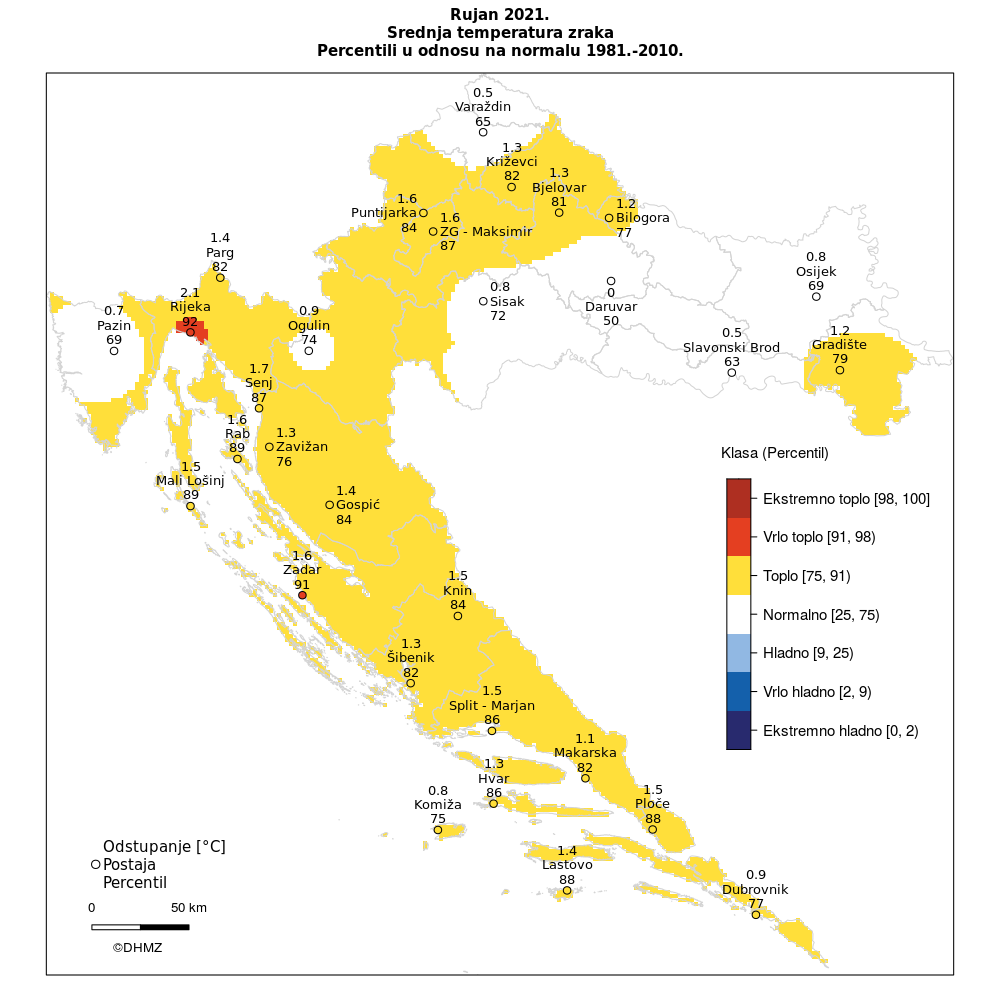 Rujan 2021.
Srednja temperatura zraka
Percentili u odnosu na normalu 1981.-2010.
0.5
Varaždin
65
1.3
Križevci
82
1.3
Bjelovar
81
1.6
Puntijarka
84
1.6
ZG - Maksimir
87
1.2
Bilogora
77
1.4
Parg
82
0.8
Osijek
69
0.8
Sisak
72
0
Daruvar
50
2.1
Rijeka
92
0.7
Pazin
69
0.9
Ogulin
74
0.5
Slavonski Brod
63
1.2
Gradište
79
1.7
Senj
87
1.6
Rab
89
1.3
Zavižan
76
1.5
Mali Lošinj
89
1.4
Gospić
84
1.6
Zadar
91
1.5
Knin
84
1.3
Šibenik
82
1.5
Split - Marjan
86
1.1
Makarska
82
1.3
Hvar
86
0.8
Komiža
75
1.5
Ploče
88
1.4
Lastovo
88
0.9
Dubrovnik
77
Klasa (Percentil)
Ekstremno toplo [98, 100]
Vrlo toplo [91, 98)
Toplo [75, 91)
Normalno [25, 75)
Hladno [9, 25)
Vrlo hladno [2, 9)
Ekstremno hladno [0, 2)
Odstupanje [°C]
Postaja
Percentil
0 50 km
©DHMZ